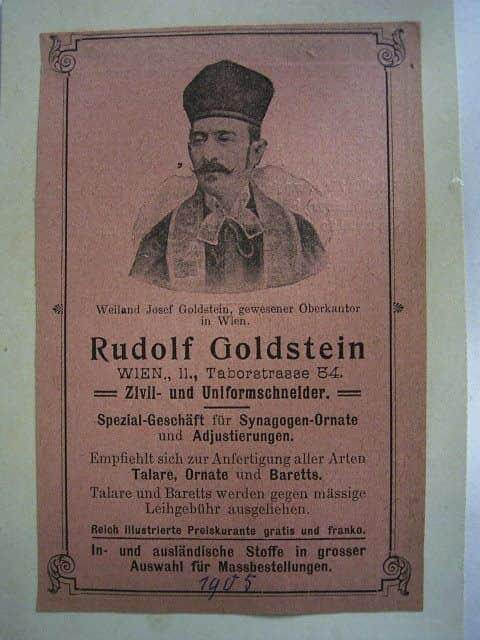 Weiland Josef Goldstein, gewesener Oberkantor
in Wien.
Rudolf Goldstein
WIEN., II., Taborstrasse 54.
Zivil- und Uniformschneider.
Spezial-Geschäft für Synagogen-Ornate
und Adjustierungen.
Empfiehlt sich zur Anfertigung aller Arten
Talare, Ornate und Baretts.
Talare und Baretts werden gegen mässige
Leihgebühr ausgeliehen.
Reich illustrierte Preiskurante gratis und franko.
In- und ausländische Stoffe in grosser
Auswahl für Massbestellungen.
1905